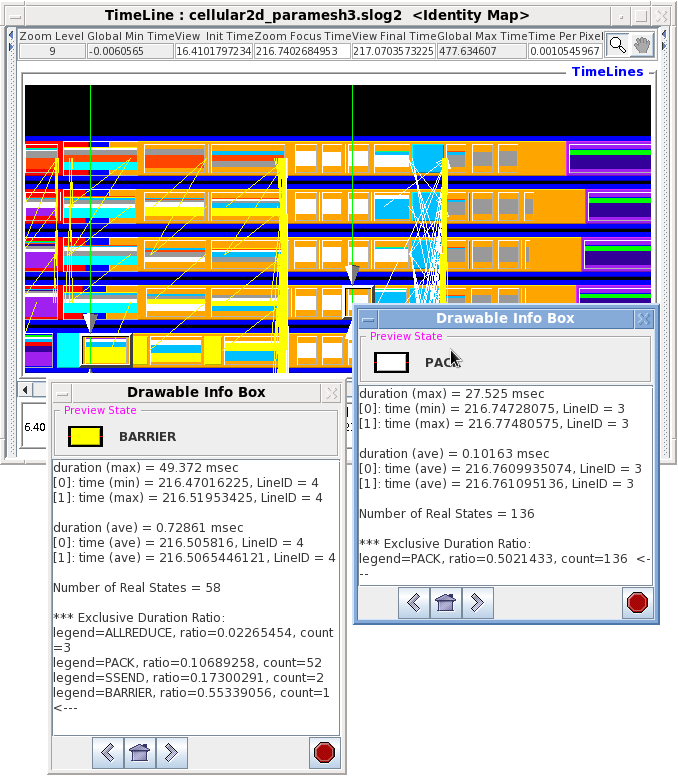 TimeLine : cellular2d_paramesh3.slog2 <Identity Map>
Zoom Level Global Min Time View Init Time Zoom Focus Time View Final Time Global Max Time Time Per Pixel
9 -0.0060565 16.4101797234 216.7402684953 217.0703573225 477.634607 0.0010545967
TimeLines
Drawable Info Box
Preview State
PACK
duration (max) = 27.525 msec
[0]: time (min) = 216.74728075, LineID = 3
[1]: time (max) = 216.77480575, LineID = 3
duration (ave) = 0.10163 msec
[0]: time (ave) = 216.7609935074, LineID = 3
[1]: time (ave) = 216.761095136, LineID = 3
Number of Real States = 136
*** Exclusive Duration Ratio:
legend=PACK, ratio=0.5021433, count=136 <-
--
6.40
Drawable Info Box
Preview State
BARRIER
duration (max) = 49.372 msec
[0]: time (min) = 216.47016225, LineID = 4
[1]: time (max) = 216.51953425, LineID = 4
duration (ave) = 0.72861 msec
[0]: time (ave) = 216.505816, LineID = 4
[1]: time (ave) = 216.5065446121, LineID = 4
Number of Real States = 58
*** Exclusive Duration Ratio:
legend=ALLREDUCE, ratio=0.02265454, count
=3
legend=PACK, ratio=0.10689258, count=52
legend=SSEND, ratio=0.17300291, count=2
legend=BARRIER, ratio=0.55339056, count=1
<---